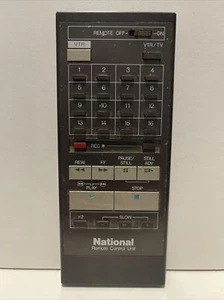 REMOTE OFF ON
VTR
VTR/TV
1 2 3 4
5 6 7 8
9 10 11 12
13 14 15 16
REC
REW FF PAUSE/STILL STILL ADV
PLAY STOP
×2 SLOW
National
Remote Control Unit